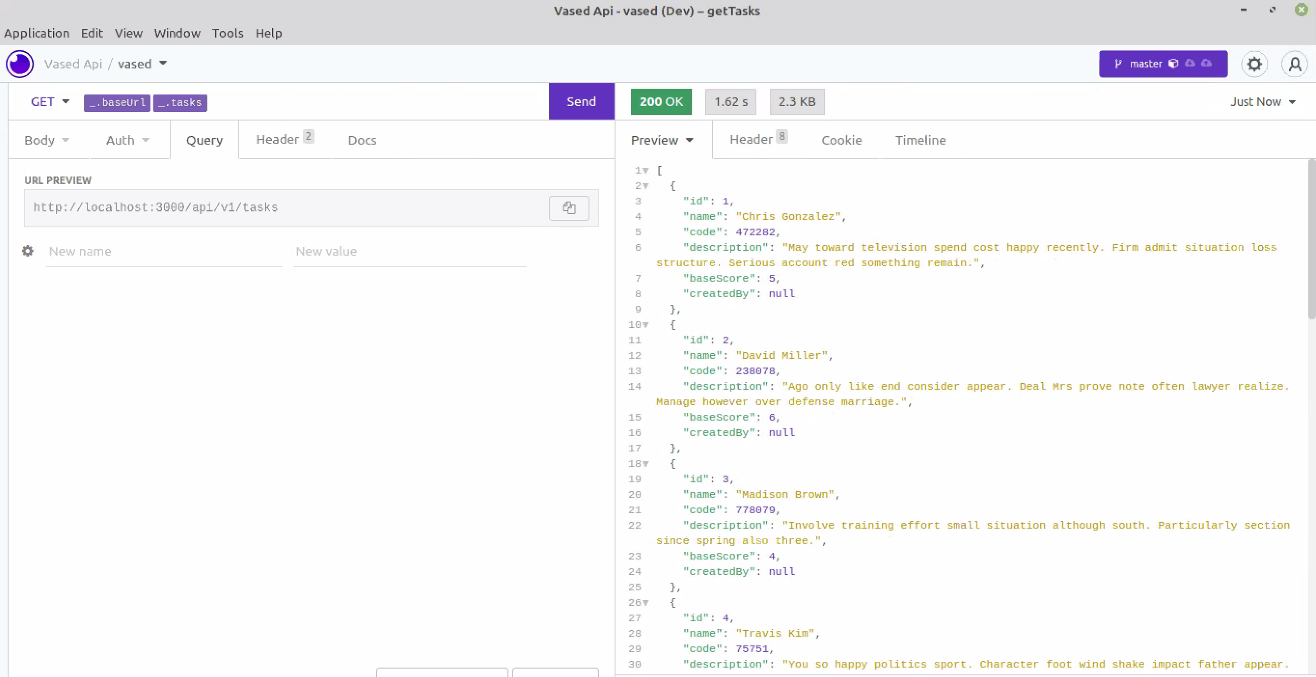 Vased Api - vased (Dev) – getTasks
Application Edit View Window Tools Help
Vased Api / vased
master
GET _.baseUrl _.tasks Send
200 OK 1.62 s 2.3 KB Just Now
Body Auth Query Header 2 Docs
Preview Header 8 Cookie Timeline
URL PREVIEW
http://localhost:3000/api/v1/tasks
New name New value
1 [
2 {
3 "id": 1,
4 "name": "Chris Gonzalez",
5 "code": 472282,
6 "description": "May toward television spend cost happy recently. Firm admit situation loss
structure. Serious account red something remain.",
7 "baseScore": 5,
8 "createdBy": null
9 },
10 {
11 "id": 2,
12 "name": "David Miller",
13 "code": 238078,
14 "description": "Ago only like end consider appear. Deal Mrs prove note often lawyer realize.
Manage however over defense marriage.",
15 "baseScore": 6,
16 "createdBy": null
17 },
18 {
19 "id": 3,
20 "name": "Madison Brown",
21 "code": 778079,
22 "description": "Involve training effort small situation although south. Particularly section
since spring also three.",
23 "baseScore": 4,
24 "createdBy": null
25 },
26 {
27 "id": 4,
28 "name": "Travis Kim",
29 "code": 75751,
30 "description": "You so happy politics sport. Character foot wind shake impact father appear.